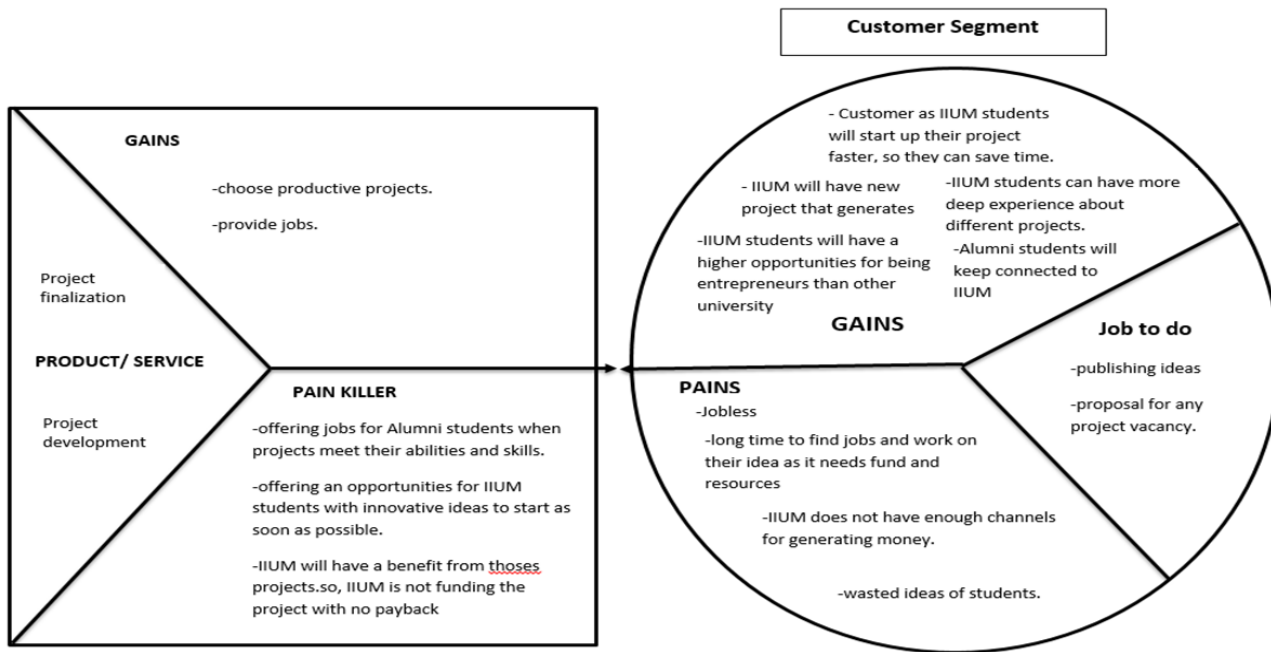 Customer Segment
GAINS
-choose productive projects.
-provide jobs.
Project
finalization
PRODUCT/ SERVICE
Project
development
PAIN KILLER
-offering jobs for Alumni students when
projects meet their abilities and skills.
-offering an opportunities for IIUM
students with innovative ideas to start as
soon as possible.
-IIUM will have a benefit from thoses
projects.so, IIUM is not funding the
project with no payback
- Customer as IIUM students
will start up their project
faster, so they can save time.
- IIUM will have new
project that generates
-IIUM students can have more
deep experience about
different projects.
-IIUM students will have a
higher opportunities for being
entrepreneurs than other
university
-Alumni students will
keep connected to
IIUM
GAINS
Job to do
-publishing ideas
-proposal for any
project vacancy.
PAINS
-Jobless
-long time to find jobs and work on
their idea as it needs fund and
resources
-IIUM does not have enough channels
for generating money.
-wasted ideas of students.